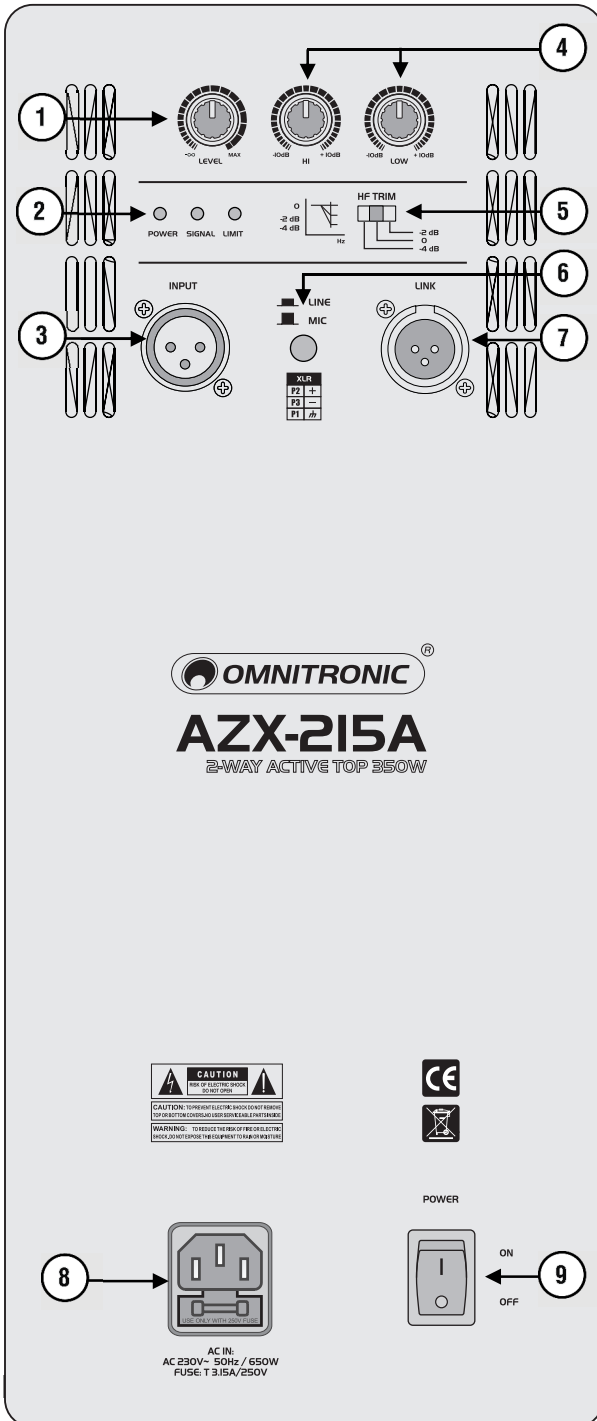 4
1
-∞ LEVEL MAX
-10dB HI +10dB
-10dB LOW +10dB
2
POWER SIGNAL LIMIT
0
-2 dB
-4 dB
Hz
HF TRIM
-2 dB
0
-4 dB
5
6
INPUT
LINE
MIC
LINK
3
7
XLR
P2 +
P3 −
P1
OMNITRONIC ®
AZX-215A
2-WAY ACTIVE TOP 350W
CAUTION
RISK OF ELECTRIC SHOCK
DO NOT OPEN
CAUTION: TO PREVENT ELECTRIC SHOCK DO NOT REMOVE
TOP OR BOTTOM COVERS.NO USER SERVICEABLE PARTS INSIDE
WARNING: TO REDUCE THE RISK OF FIRE OR ELECTRIC
SHOCK,DO NOT EXPOSE THIS EQUIPMENT TO RAIN OR MOISTURE
CE
POWER
I
ON
OFF
8
9
USE ONLY WITH 250V FUSE
AC IN:
AC 230V~ 50Hz / 650W
FUSE: T 3.15A/250V